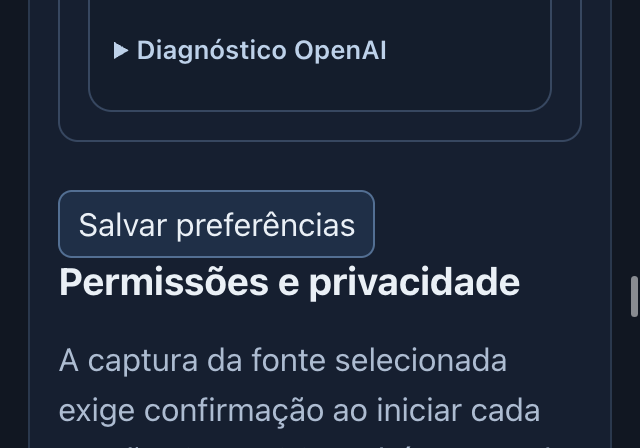 Diagnóstico OpenAI
Salvar preferências
Permissões e privacidade
A captura da fonte selecionada
exige confirmação ao iniciar cada